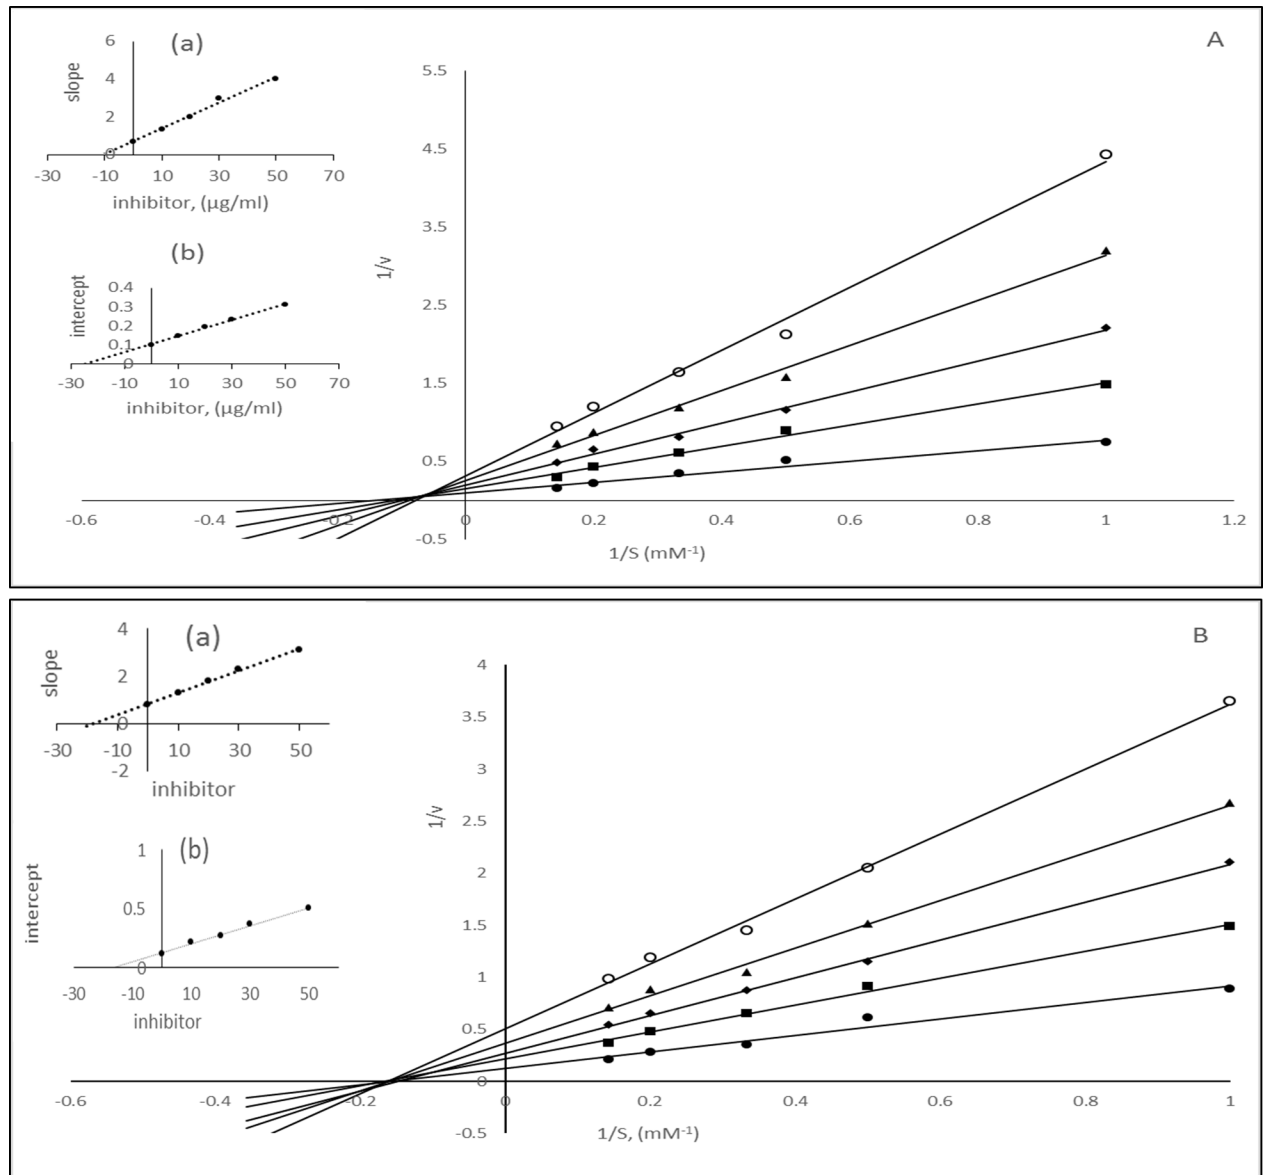 A
(a)
6
4
2
0
slope
-30 -10 10 30 50 70
inhibitor, (µg/ml)
(b)
0.4
0.3
0.2
0.1
0
intercept
-30 -10 10 30 50 70
inhibitor, (µg/ml)
5.5
4.5
3.5
2.5
1.5
0.5
-0.5
1/v
-0.6 -0.4 -0.2 0 0.2 0.4 0.6 0.8 1 1.2
1/S (mM-1)
B
(a)
4
2
0
-2
slope
-30 -10 10 30 50
inhibitor
(b)
1
0.5
0
intercept
-30 -10 10 30 50
inhibitor
4
3.5
3
2.5
2
1.5
1
0.5
0
-0.5
1/v
-0.6 -0.4 -0.2 0 0.2 0.4 0.6 0.8 1
1/S, (mM-1)